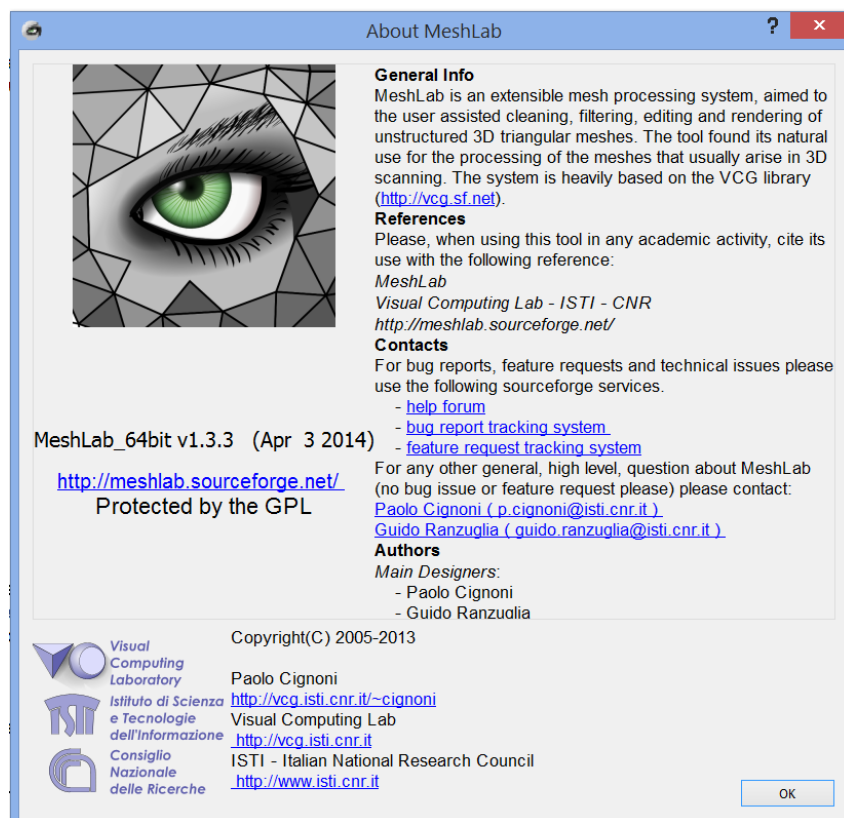 About MeshLab
?
General Info
MeshLab is an extensible mesh processing system, aimed to
the user assisted cleaning, filtering, editing and rendering of
unstructured 3D triangular meshes. The tool found its natural
use for the processing of the meshes that usually arise in 3D
scanning. The system is heavily based on the VCG library
(http://vcg.sf.net).
References
Please, when using this tool in any academic activity, cite its
use with the following reference:
MeshLab
Visual Computing Lab - ISTI - CNR
http://meshlab.sourceforge.net/
Contacts
For bug reports, feature requests and technical issues please
use the following sourceforge services.
- help forum
- bug report tracking system
- feature request tracking system
For any other general, high level, question about MeshLab
(no bug issue or feature request please) please contact:
Paolo Cignoni ( p.cignoni@isti.cnr.it )
Guido Ranzuglia ( guido.ranzuglia@isti.cnr.it )
Authors
Main Designers:
- Paolo Cignoni
- Guido Ranzuglia
MeshLab_64bit v1.3.3 (Apr 3 2014)
http://meshlab.sourceforge.net/
Protected by the GPL
Visual
Computing
Laboratory
Istituto di Scienza
e Tecnologie
dell'Informazione
Consiglio
Nazionale
delle Ricerche
ISTI
Copyright(C) 2005-2013
Paolo Cignoni
http://vcg.isti.cnr.it/~cignoni
Visual Computing Lab
http://vcg.isti.cnr.it
ISTI - Italian National Research Council
http://www.isti.cnr.it
OK